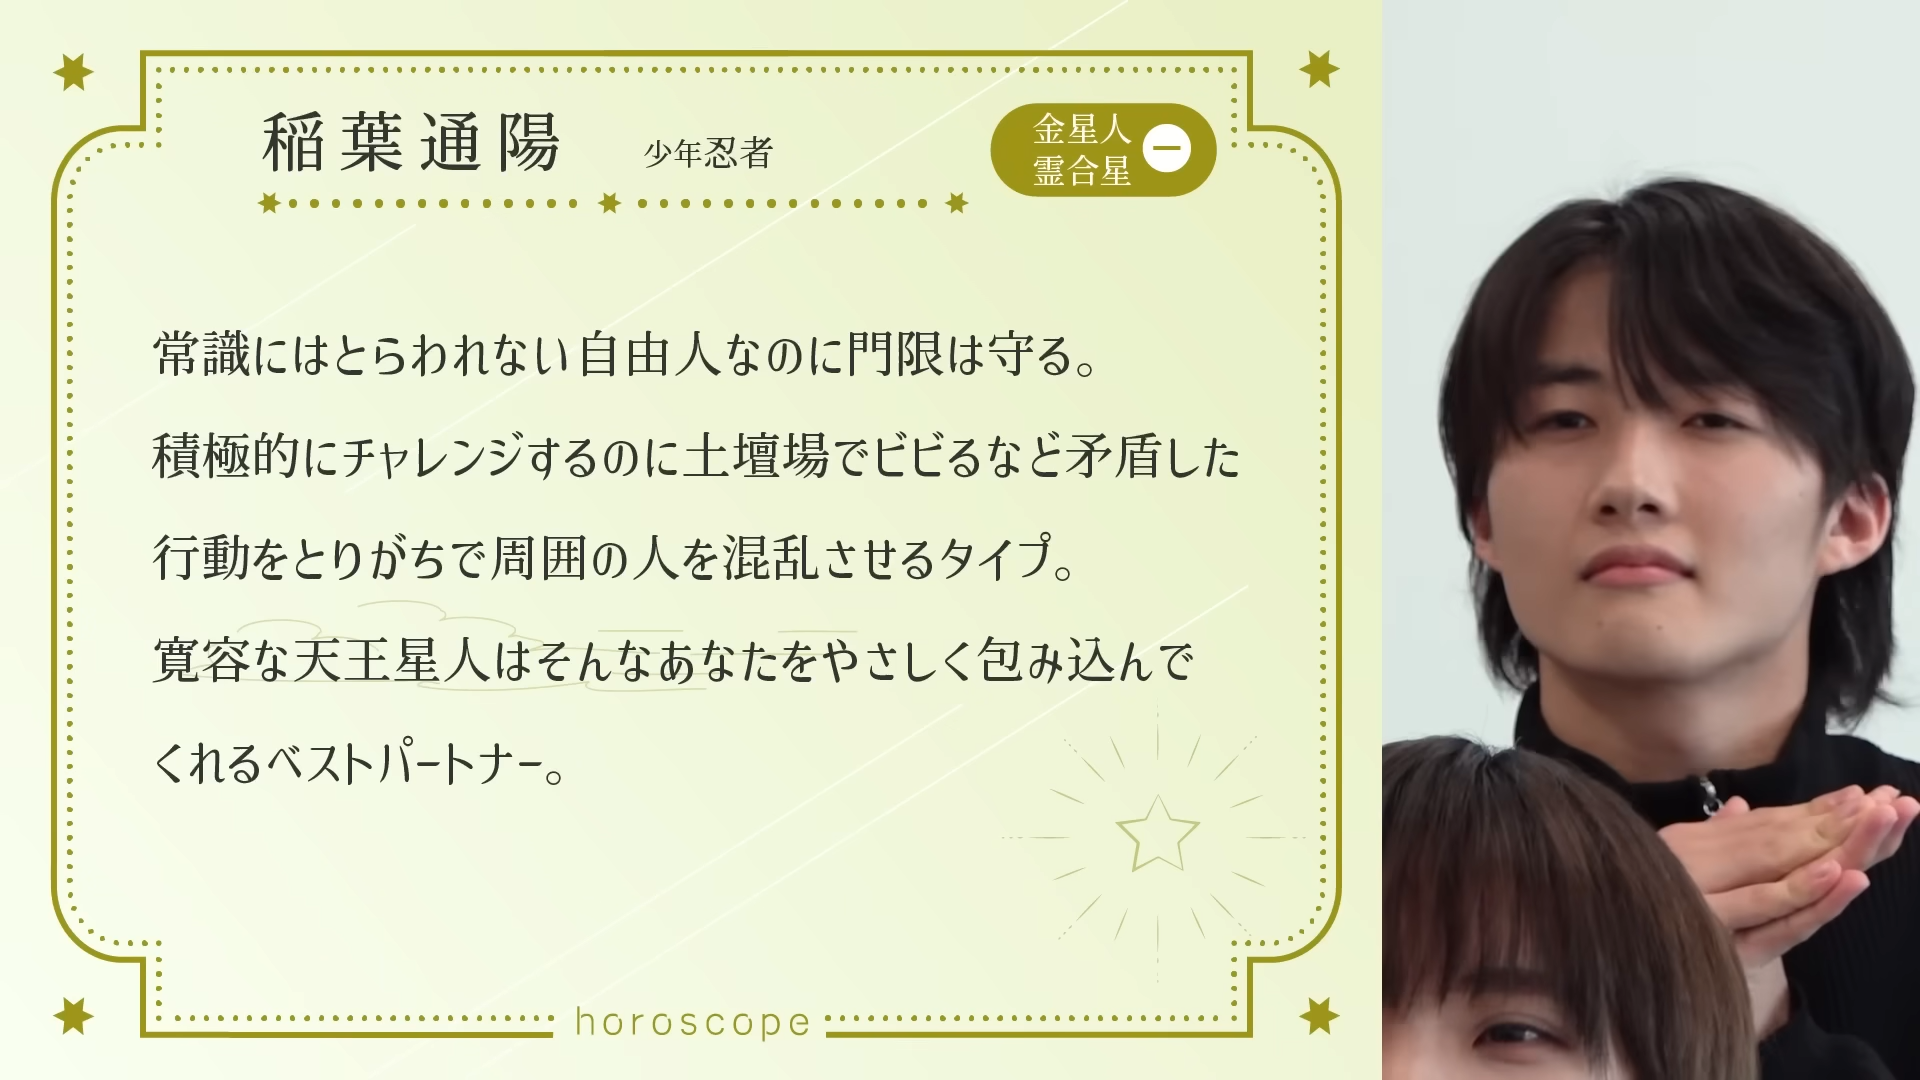 稲葉通陽 少年忍者
金星人
霊合星 −
常識にはとらわれない自由人なのに門限は守る。
積極的にチャレンジするのに土壇場でビビるなど矛盾した
行動をとりがちで周囲の人を混乱させるタイプ。
寛容な天王星人はそんなあなたをやさしく包み込んで
くれるベストパートナー。
horoscope